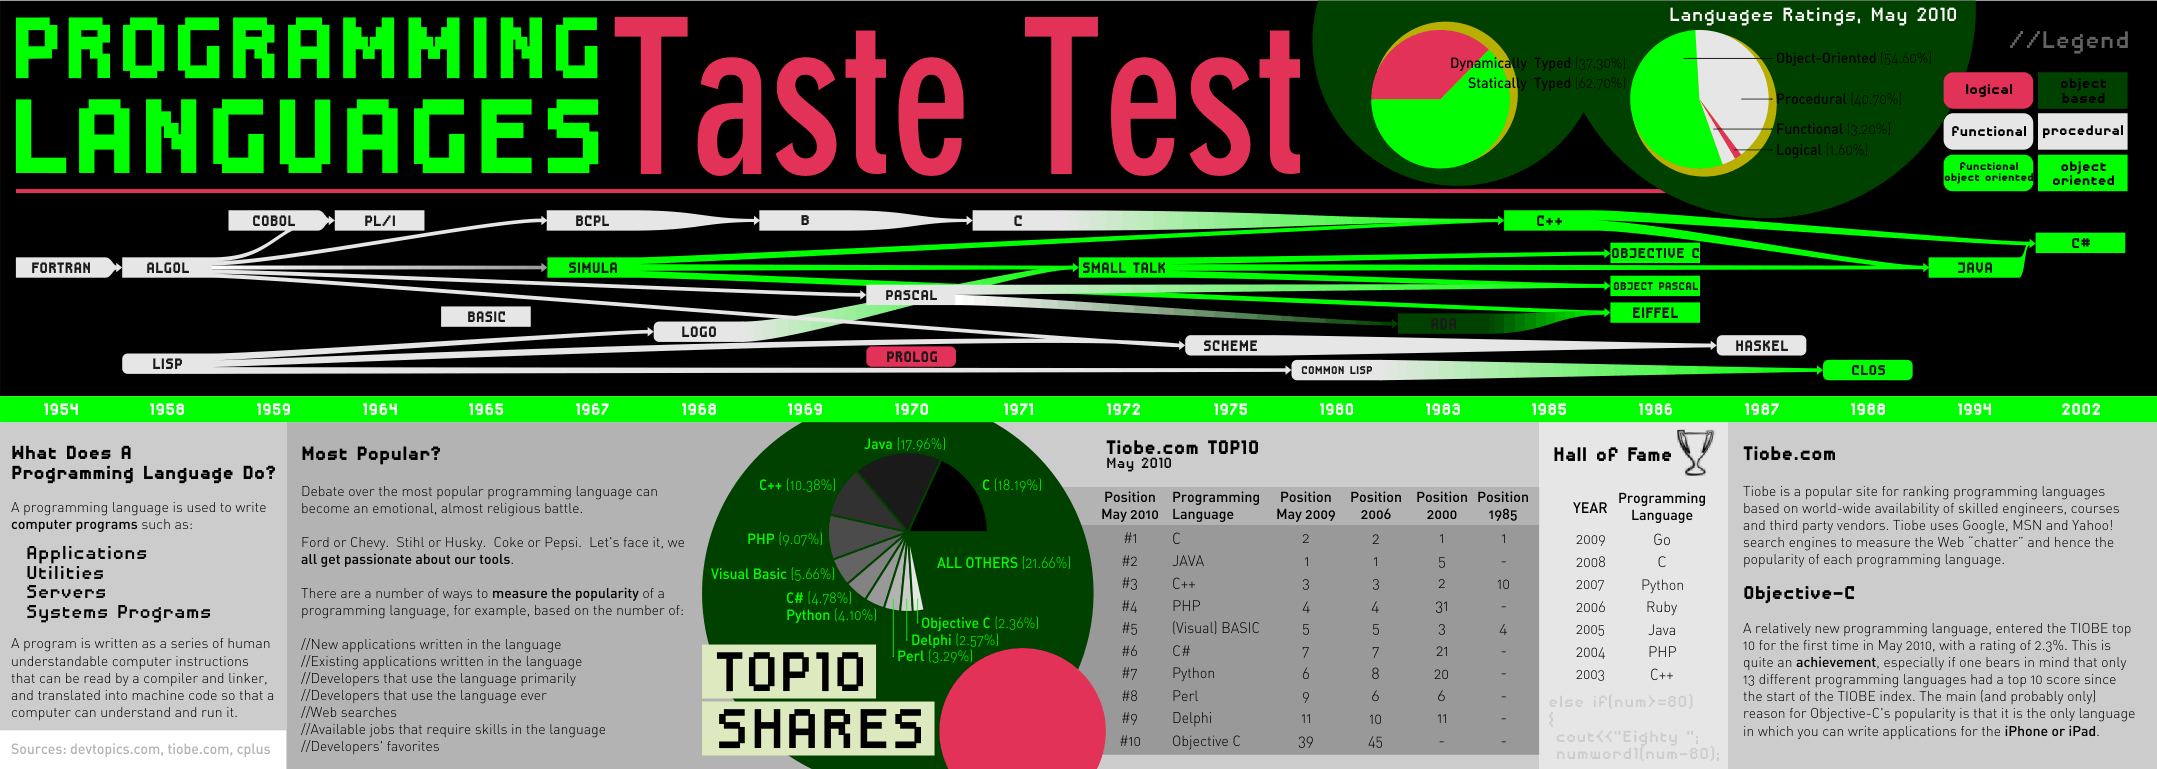 PROGRAMMING
LANGUAGES
Taste Test
Dynamically Typed (37.30%)
Statically Typed (62.70%)
Languages Ratings, May 2010
Object-Oriented (54.60%)
Procedural (40.70%)
Functional (3.20%)
Logical (1.60%)
//Legend
logical
object
based
functional
procedural
functional
object oriented
object
oriented
COBOL
PL/I
BCPL
B
C
C++
C#
FORTRAN
ALGOL
SIMULA
SMALL TALK
OBJECTIVE C
JAVA
PASCAL
OBJECT PASCAL
BASIC
LOGO
ADA
EIFFEL
LISP
PROLOG
SCHEME
HASKEL
COMMON LISP
CLOS
1954 1958 1959 1964 1965 1967 1968 1969 1970 1971 1972 1975 1980 1983 1985 1986 1987 1988 1994 2002
What Does A
Programming Language Do?
A programming language is used to write
computer programs such as:
Applications
Utilities
Servers
Systems Programs
A program is written as a series of human
understandable computer instructions
that can be read by a compiler and linker,
and translated into machine code so that a
computer can understand and run it.
Sources: devtopics.com, tiobe.com, cplus
Most Popular?
Debate over the most popular programming language can
become an emotional, almost religious battle.
Ford or Chevy. Stihl or Husky. Coke or Pepsi. Let's face it, we
all get passionate about our tools.
There are a number of ways to measure the popularity of a
programming language, for example, based on the number of:
//New applications written in the language
//Existing applications written in the language
//Developers that use the language primarily
//Developers that use the language ever
//Web searches
//Available jobs that require skills in the language
//Developers' favorites
Java (17.96%)
C++ (10.38%)
C (18.19%)
PHP (9.07%)
ALL OTHERS (21.66%)
Visual Basic (5.66%)
C# (4.78%)
Python (4.10%)
Objective C (2.36%)
Delphi (2.57%)
Perl (3.29%)
TOP10
SHARES
Tiobe.com TOP10
May 2010
Position Programming Position Position Position Position
May 2010 Language May 2009 2006 2000 1985
#1 C 2 2 1 1
#2 JAVA 1 1 5 -
#3 C++ 3 3 2 10
#4 PHP 4 4 31 -
#5 (Visual) BASIC 5 5 3 4
#6 C# 7 7 21 -
#7 Python 6 8 20 -
#8 Perl 9 6 6 -
#9 Delphi 11 10 11 -
#10 Objective C 39 45 - -
Hall of Fame
YEAR
Programming
Language
2009 Go
2008 C
2007 Python
2006 Ruby
2005 Java
2004 PHP
2003 C++
else if(num>=80)
{
cout<<"Eighty ";
numword1(num-80);
Tiobe.com
Tiobe is a popular site for ranking programming languages
based on world-wide availability of skilled engineers, courses
and third party vendors. Tiobe uses Google, MSN and Yahoo!
search engines to measure the Web "chatter" and hence the
popularity of each programming language.
Objective-C
A relatively new programming language, entered the TIOBE top
10 for the first time in May 2010, with a rating of 2.3%. This is
quite an achievement, especially if one bears in mind that only
13 different programming languages had a top 10 score since
the start of the TIOBE index. The main (and probably only)
reason for Objective-C's popularity is that it is the only language
in which you can write applications for the iPhone or iPad.